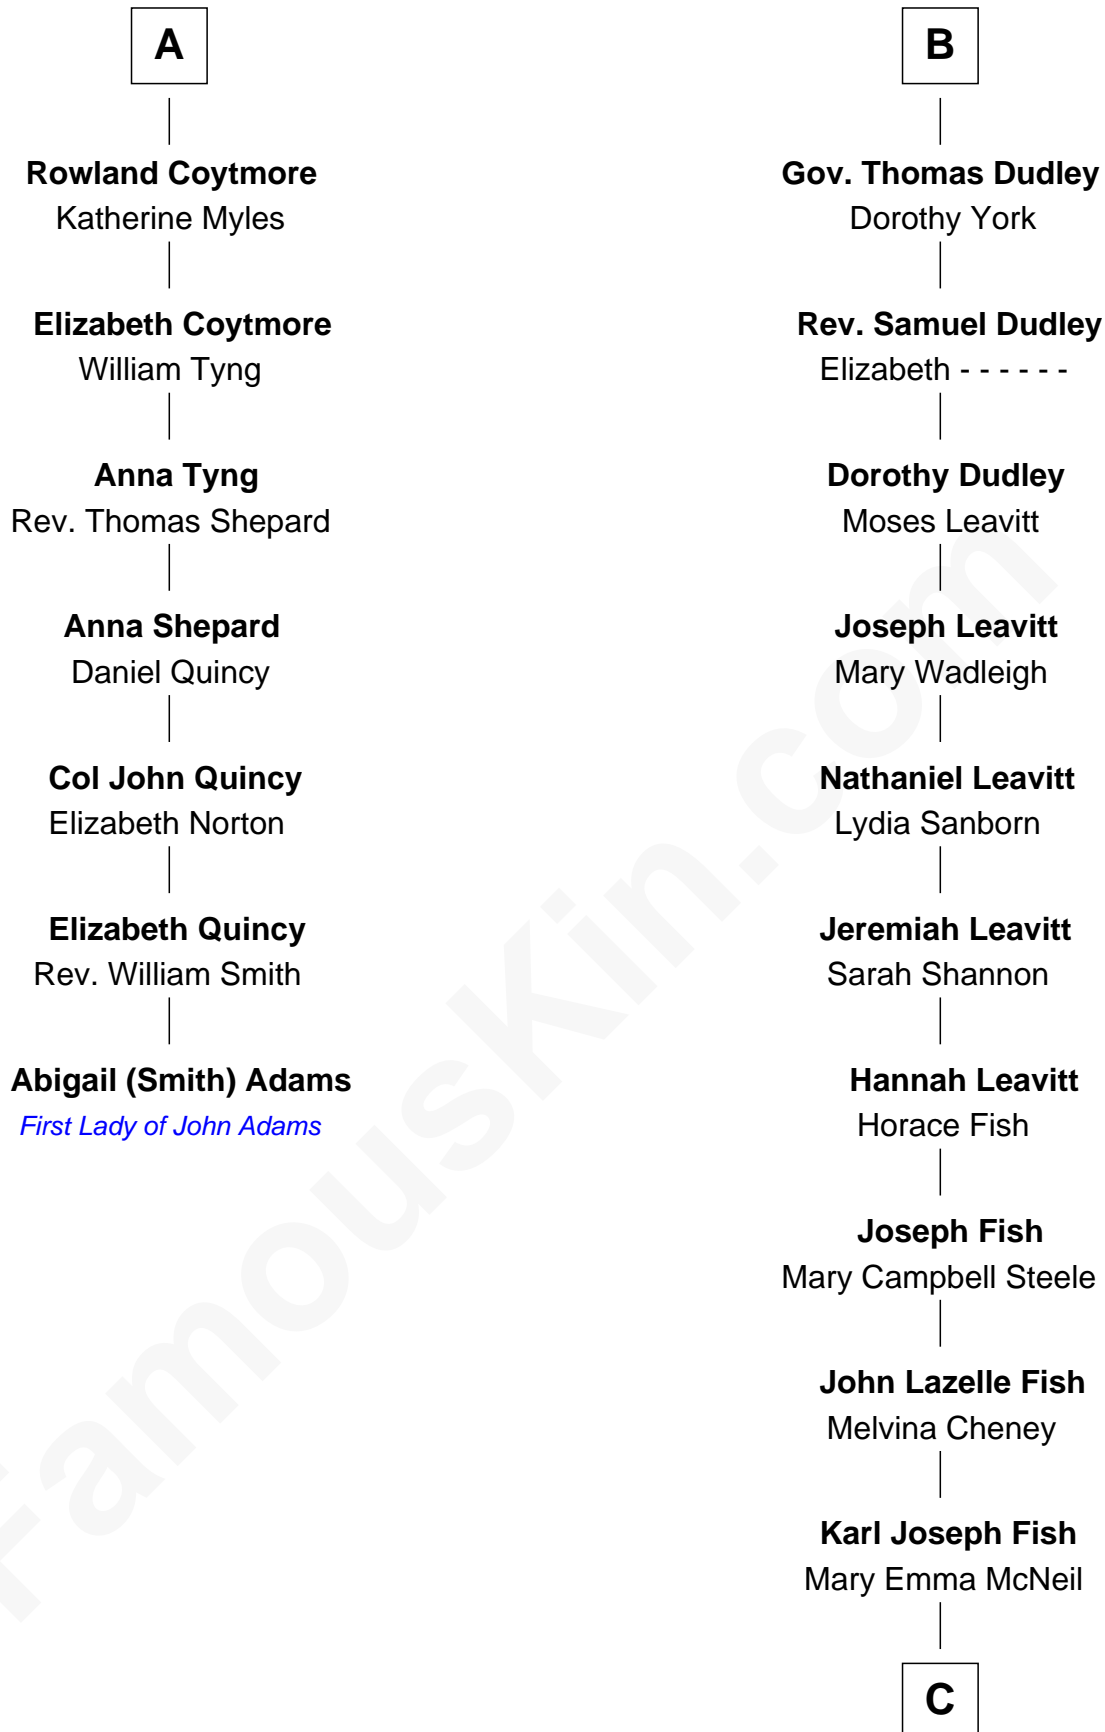 A
Rowland Coytmore
Katherine Myles
Elizabeth Coytmore
William Tyng
Anna Tyng
Rev. Thomas Shepard
Anna Shepard
Daniel Quincy
Col John Quincy
Elizabeth Norton
Elizabeth Quincy
Rev. William Smith
Abigail (Smith) Adams
First Lady of John Adams
B
Gov. Thomas Dudley
Dorothy York
Rev. Samuel Dudley
Elizabeth - - - - - -
Dorothy Dudley
Moses Leavitt
Joseph Leavitt
Mary Wadleigh
Nathaniel Leavitt
Lydia Sanborn
Jeremiah Leavitt
Sarah Shannon
Hannah Leavitt
Horace Fish
Joseph Fish
Mary Campbell Steele
John Lazelle Fish
Melvina Cheney
Karl Joseph Fish
Mary Emma McNeil
C
FamousKin.com